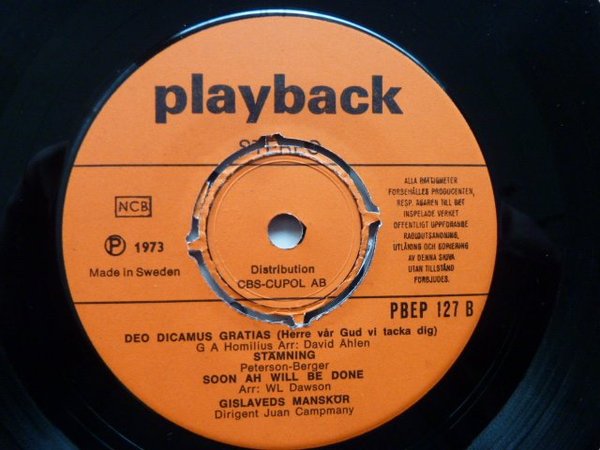 playback
NCB
P 1973
Made in Sweden
ALLA RÄTTIGHETER
FÖRBEHÅLLES PRODUCENTEN,
RESP. ÄGAREN TILL DET
INSPELADE VERKET
OFFENTLIGT UPPFÖRANDE
RADIOUTSÄNDNING,
UTLÅNING OCH KOPIERING
AV DENNA SKIVA
UTAN TILLSTÅND
FÖRBJUDES.
Distribution
CBS-CUPOL AB
PBEP 127 B
DEO DICAMUS GRATIAS (Herre vår Gud vi tacka dig)
G A Homilius Arr: David Åhlen
STÄMNING
Peterson-Berger
SOON AH WILL BE DONE
Arr: WL Dawson
GISLAVEDS MANSKÖR
Dirigent Juan Campmany